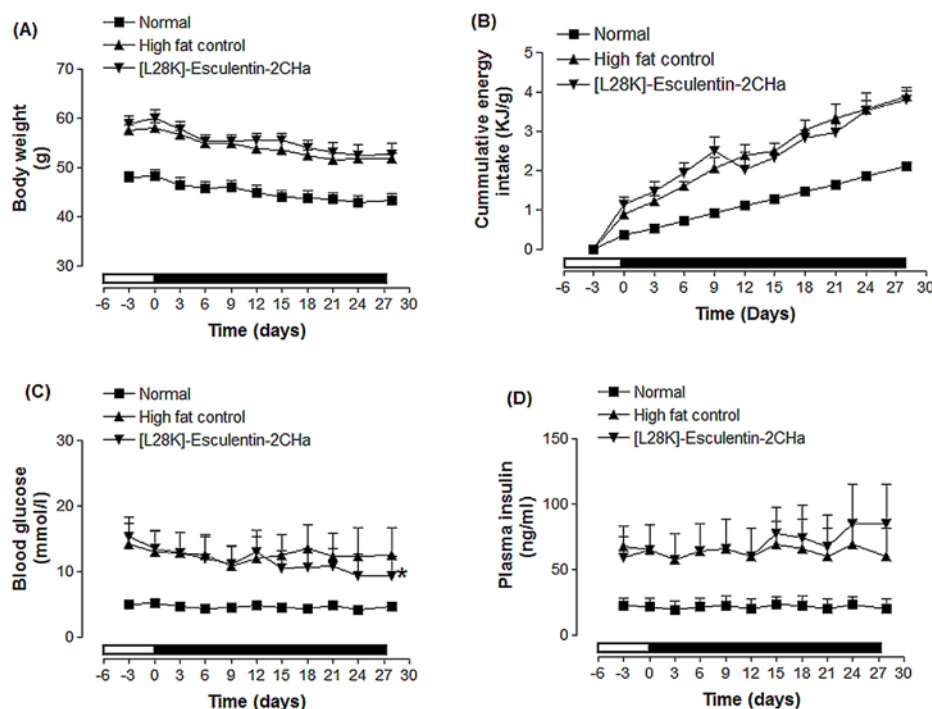 (A)
Normal
High fat control
[L28K]-Esculentin-2CHa
Body weight
(g)
70
60
50
40
30
-6 -3 0 3 6 9 12 15 18 21 24 27 30
Time (days)
(B)
Normal
High fat control
[L28K]-Esculentin-2CHa
Cummulative energy
intake (KJ/g)
5
4
3
2
1
0
-6 -3 0 3 6 9 12 15 18 21 24 27 30
Time (Days)
(C)
Normal
High fat control
[L28K]-Esculentin-2CHa
Blood glucose
(mmol/l)
30
20
10
0
*
-6 -3 0 3 6 9 12 15 18 21 24 27 30
Time (days)
(D)
Normal
High fat control
[L28K]-Esculentin-2CHa
Plasma insulin
(ng/ml)
150
100
50
0
-6 -3 0 3 6 9 12 15 18 21 24 27 30
Time (days)